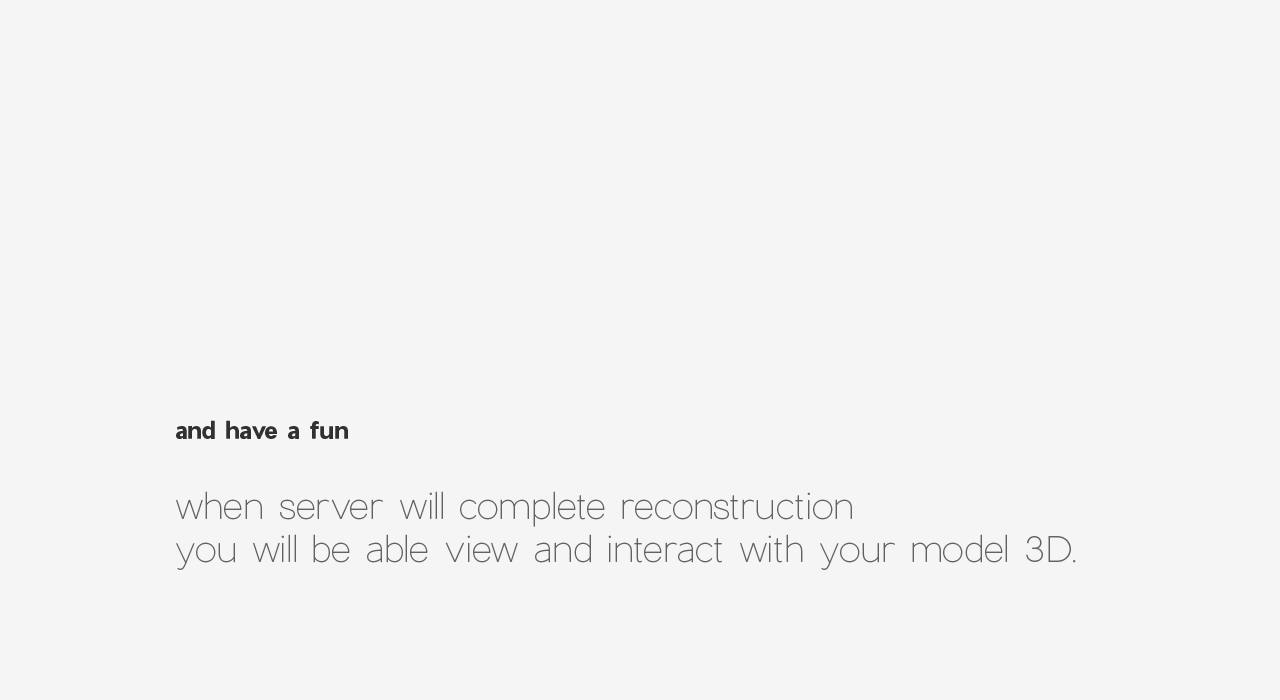 and have a fun
when server will complete reconstruction
you will be able view and interact with your model 3D.